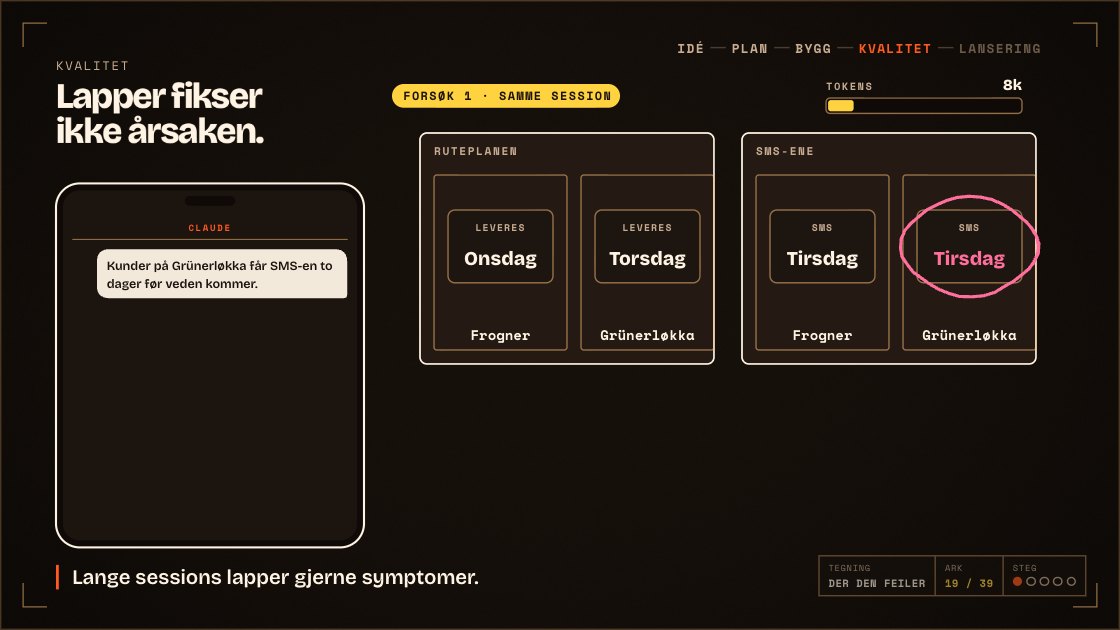 IDÉ — PLAN — BYGG — KVALITET — LANSERING
KVALITET
Lapper fikser
ikke årsaken.
FORSØK 1 · SAMME SESSION
TOKENS 8k
CLAUDE
Kunder på Grünerløkka får SMS-en to
dager før veden kommer.
RUTEPLANEN
LEVERES
Onsdag
Frogner
LEVERES
Torsdag
Grünerløkka
SMS-ENE
SMS
Tirsdag
Frogner
SMS
Tirsdag
Grünerløkka
Lange sessions lapper gjerne symptomer.
TEGNING
DER DEN FEILER
ARK
19 / 39
STEG